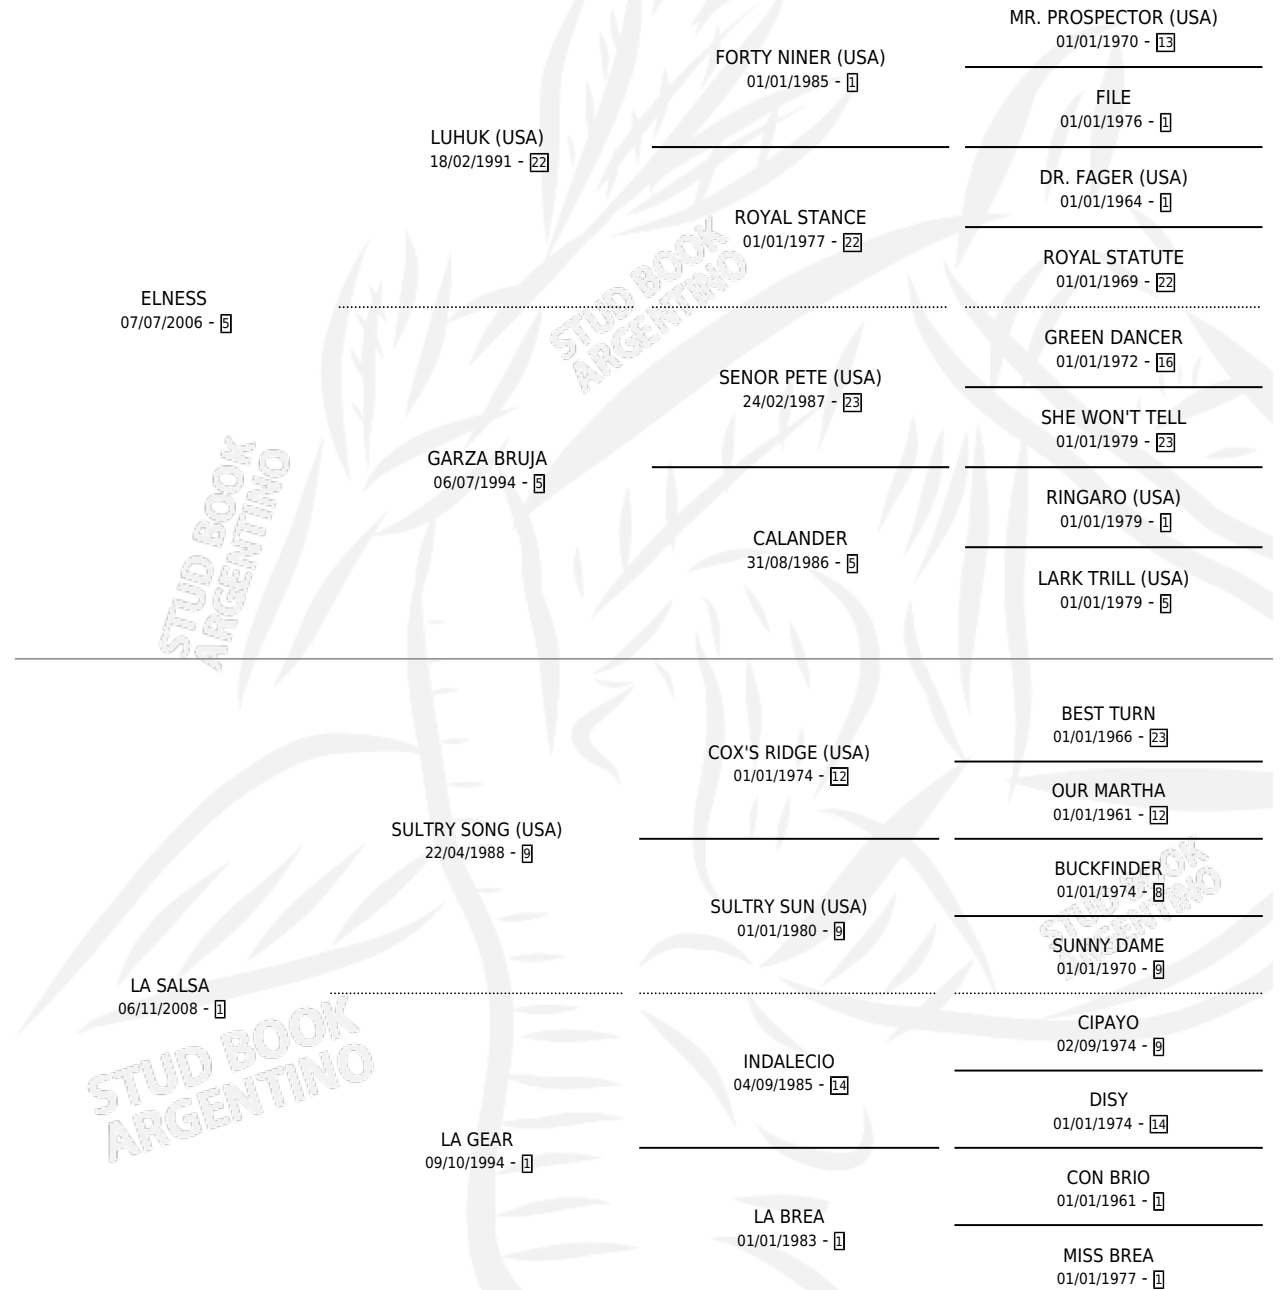 MR. PROSPECTOR (USA)
01/01/1970 - 13
FORTY NINER (USA)
01/01/1985 - 1
FILE
01/01/1976 - 1
LUHUK (USA)
18/02/1991 - 22
DR. FAGER (USA)
01/01/1964 - 1
ROYAL STANCE
01/01/1977 - 22
ROYAL STATUTE
01/01/1969 - 22
ELNESS
07/07/2006 - 5
GREEN DANCER
01/01/1972 - 16
SENOR PETE (USA)
24/02/1987 - 23
SHE WON'T TELL
01/01/1979 - 23
GARZA BRUJA
06/07/1994 - 5
RINGARO (USA)
01/01/1979 - 1
CALANDER
31/08/1986 - 5
LARK TRILL (USA)
01/01/1979 - 5
BEST TURN
01/01/1966 - 23
COX'S RIDGE (USA)
01/01/1974 - 12
OUR MARTHA
01/01/1961 - 12
SULTRY SONG (USA)
22/04/1988 - 9
BUCKFINDER
01/01/1974 - 8
SULTRY SUN (USA)
01/01/1980 - 9
SUNNY DAME
01/01/1970 - 9
LA SALSA
06/11/2008 - 1
CIPAYO
02/09/1974 - 9
INDALECIO
04/09/1985 - 14
DISY
01/01/1974 - 14
LA GEAR
09/10/1994 - 1
CON BRIO
01/01/1961 - 1
LA BREA
01/01/1983 - 1
MISS BREA
01/01/1977 - 1
STUD BOOK
ARGENTINO
STUD BOOK
ARGENTINO
STUD BOOK
ARGENTINO
STUD BOOK
ARGENTINO